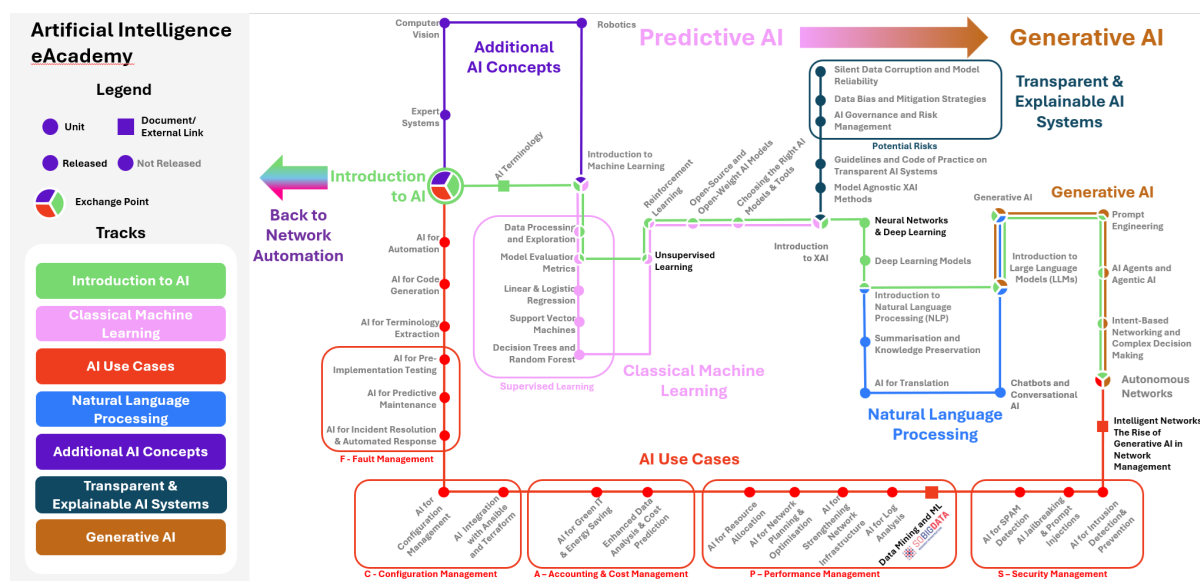 Artificial Intelligence
eAcademy
Legend
Unit
Document/
External Link
Released
Not Released
Exchange Point
Tracks
Introduction to AI
Classical Machine
Learning
AI Use Cases
Natural Language
Processing
Additional AI Concepts
Transparent &
Explainable AI Systems
Generative AI
Computer
Vision
Robotics
Additional
AI Concepts
Expert
Systems
Predictive AI
Generative AI
Back to
Network
Automation
Introduction
to AI
AI Terminology
Introduction to
Machine Learning
Silent Data Corruption and Model
Reliability
Data Bias and Mitigation Strategies
AI Governance and Risk
Management
Potential Risks
Transparent &
Explainable AI
Systems
Guidelines and Code of Practice on
Transparent AI Systems
Model Agnostic XAI
Methods
Reinforcement
Learning
Open-Source and
Open-Weight AI Models
Choosing the Right AI
Models & Tools
Introduction
to XAI
Data Processing
and Exploration
Model Evaluator
Metrics
Linear & Logistic
Regression
Support Vector
Machines
Decision Trees and
Random Forest
Supervised Learning
Unsupervised
Learning
Classical Machine
Learning
Neural Networks
& Deep Learning
Deep Learning Models
Introduction to
Natural Language
Processing (NLP)
Summarisation and
Knowledge Preservation
AI for Translation
Natural Language
Processing
Chatbots and
Conversational
AI
Generative AI
Introduction to
Large Language
Models (LLMs)
Generative AI
Prompt
Engineering
AI Agents and
Agentic AI
Intent-Based
Networking and
Complex Decision
Making
Autonomous
Networks
Intelligent Networks:
The Rise of
Generative AI in
Network
Management
AI for
Automation
AI for Code
Generation
AI for Terminology
Extraction
AI for Pre-
Implementation Testing
AI for Predictive
Maintenance
AI for Incident Resolution
& Automated Response
F - Fault Management
AI Use Cases
AI for
Configuration
Management
AI Integration
with Ansible
and Terraform
C - Configuration Management
AI for Green IT
& Energy Saving
Enhanced Data
Analysis & Cost
Prediction
A – Accounting & Cost Management
AI for Resource
Allocation
AI for Network
Planning &
Optimisation
AI for
Strengthening
Network
Infrastructure
AI for Log
Analysis
Data Mining and ML
SoBigDATA
P – Performance Management
AI for SPAM
Detection
AI Jailbreaking
& Prompt
Injections
AI for Intrusion
Detection&
Prevention
S – Security Management